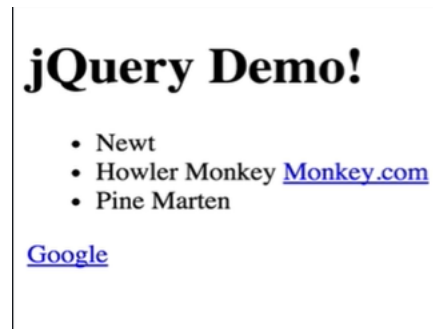 jQuery Demo!
• Newt
• Howler Monkey Monkey.com
• Pine Marten
Google